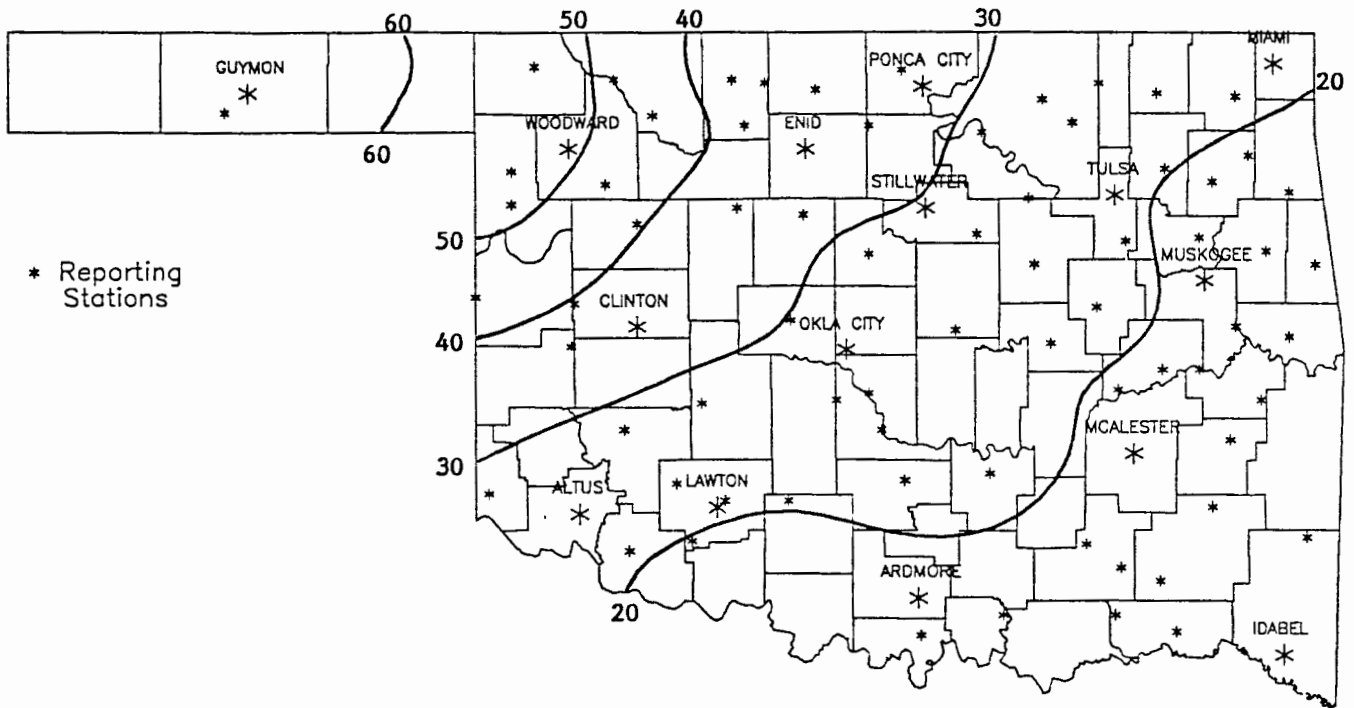 60 50 40 30
MIAMI
PONCA CITY
GUYMON
20
WOODWARD ENID
60
TULSA
STILLWATER
50
MUSKOGEE
* Reporting
Stations
CLINTON
OKLA CITY
40
MCALESTER
30
LAWTON
ALTUS
ARDMORE
20
IDABEL